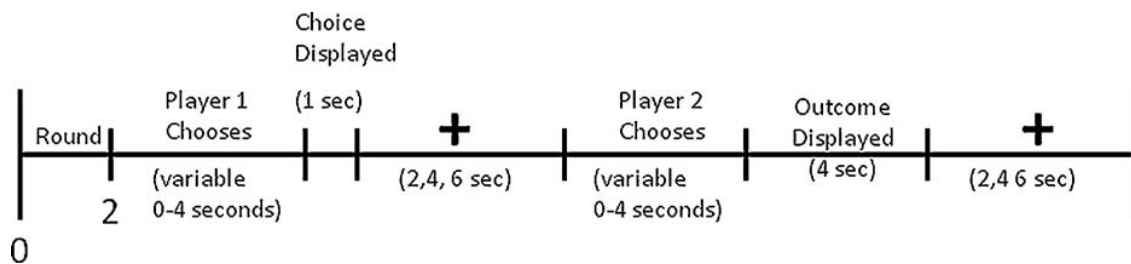 Choice
Displayed
(1 sec)
Round
Player 1
Chooses
(variable
0-4 seconds)
+
(2,4, 6 sec)
Player 2
Chooses
(variable
0-4 seconds)
Outcome
Displayed
(4 sec)
+
(2,4 6 sec)
2
0